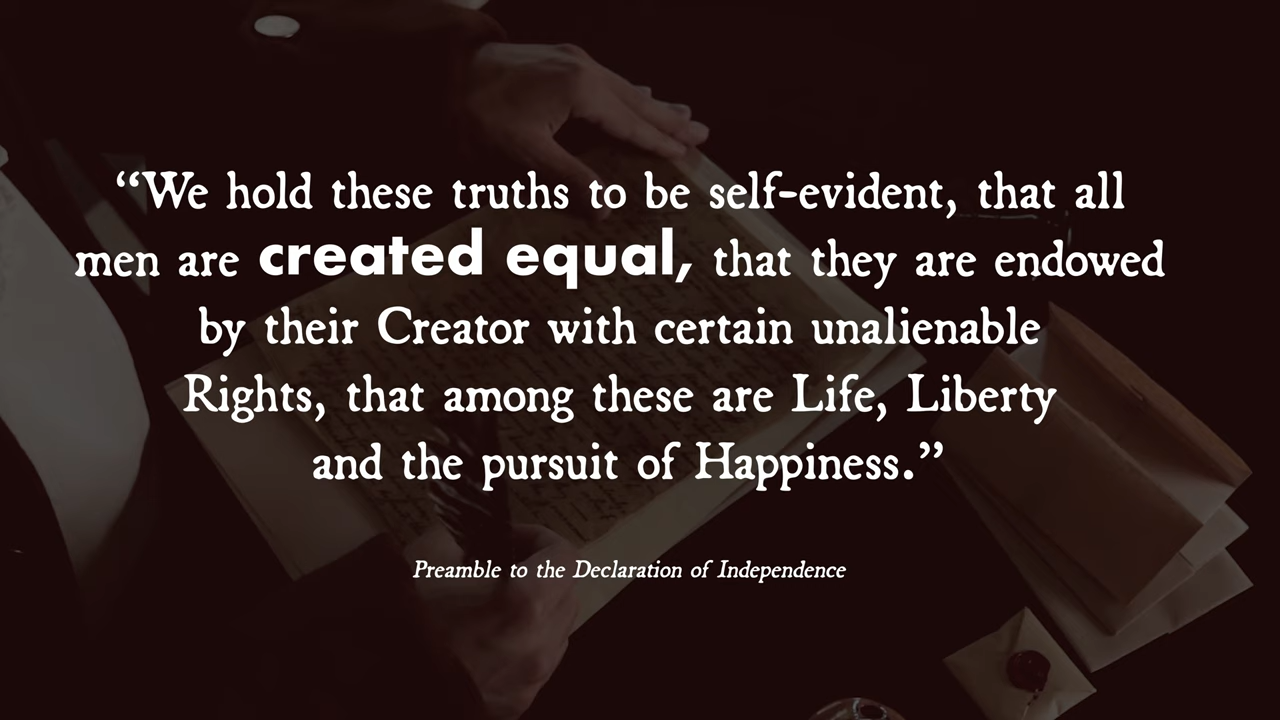 “We hold these truths to be self-evident, that all
men are created equal, that they are endowed
by their Creator with certain unalienable
Rights, that among these are Life, Liberty
and the pursuit of Happiness.”
Preamble to the Declaration of Independence